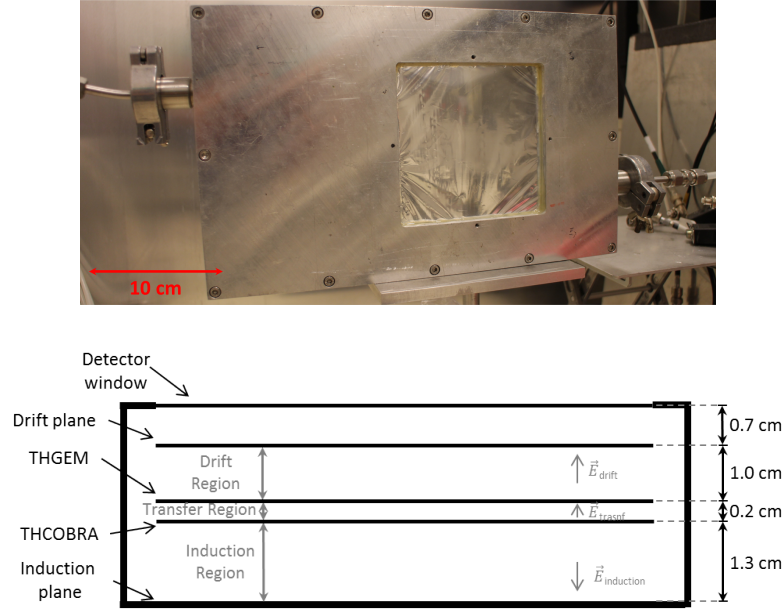 10 cm
Detector
window
Drift plane
0.7 cm
THGEM
Drift
Region
E drift
1.0 cm
Transfer Region
E trasnf
0.2 cm
THCOBRA
Induction
Region
E induction
1.3 cm
Induction
plane